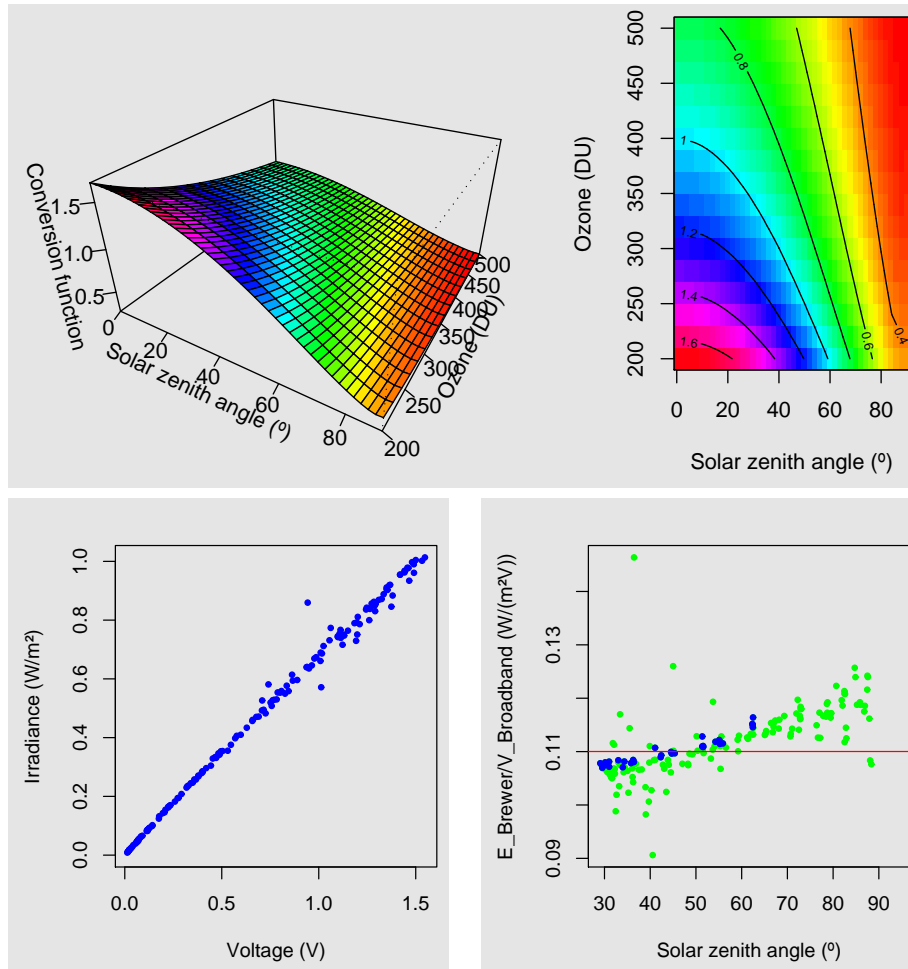 Conversion function
1.5
1.0
0.5
0
20
40
60
80
Solar zenith angle (º)
200
250
300
350
400
450
500
Ozone (DU)
500
400
300
200
Ozone (DU)
0.8
1
1.2
1.4
1.6
0.6
0.4
0 20 40 60 80
Solar zenith angle (º)
1.0
0.8
0.6
0.4
0.2
0.0
Irradiance (W/m²)
0.0 0.5 1.0 1.5
Voltage (V)
0.13
0.11
0.09
E_Brewer/V_Broadband (W/(m²V))
30 40 50 60 70 80 90
Solar zenith angle (º)